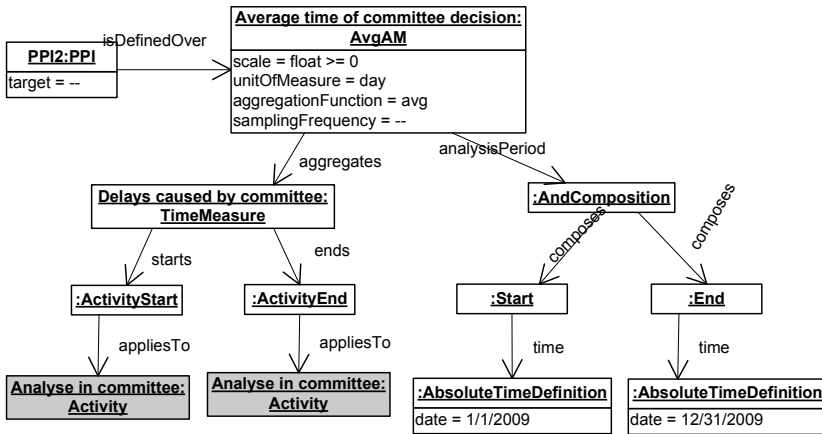 Average time of committee decision:
AvgAM
isDefinedOver
PPI2:PPI
target = --
scale = float >= 0
unitOfMeasure = day
aggregationFunction = avg
samplingFrequency = --
aggregates
analysisPeriod
Delays caused by committee:
TimeMeasure
:AndComposition
composes
composes
starts
ends
:ActivityStart
:ActivityEnd
:Start
:End
appliesTo
appliesTo
time
time
Analyse in committee:
Activity
Analyse in committee:
Activity
:AbsoluteTimeDefinition
date = 1/1/2009
:AbsoluteTimeDefinition
date = 12/31/2009